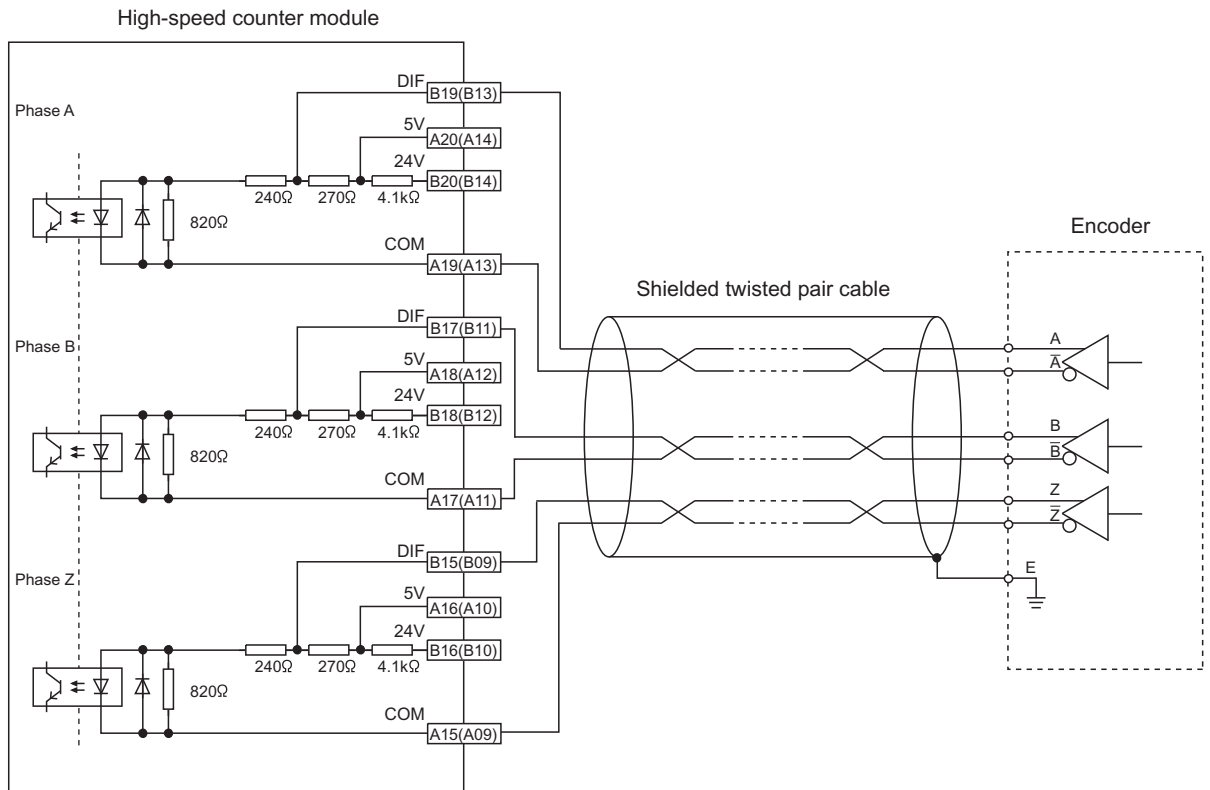 High-speed counter module
Phase A
DIF
B19(B13)
5V
A20(A14)
24V
B20(B14)
240Ω
270Ω
4.1kΩ
820Ω
COM
A19(A13)
Phase B
DIF
B17(B11)
5V
A18(A12)
24V
B18(B12)
240Ω
270Ω
4.1kΩ
820Ω
COM
A17(A11)
Phase Z
DIF
B15(B09)
5V
A16(A10)
24V
B16(B10)
240Ω
270Ω
4.1kΩ
820Ω
COM
A15(A09)
Shielded twisted pair cable
Encoder
A
A̅
B
B̅
Z
Z̅
E